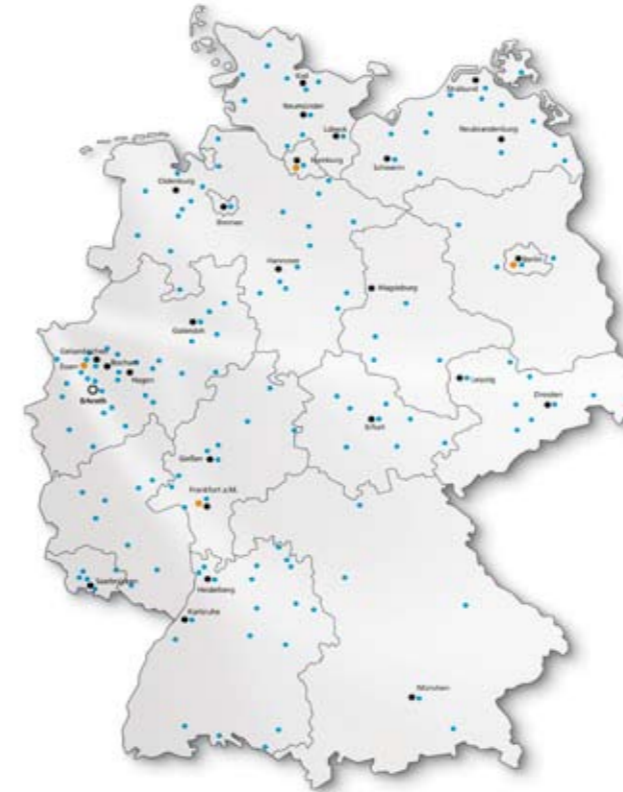 Kiel
Stralsund
Neumünster
Lübeck
Neubrandenburg
Hamburg
Schwerin
Oldenburg
Bremen
Berlin
Hannover
Magdeburg
Gütersloh
Gelsenkirchen
Bochum
Essen
Hagen
Leipzig
Erkrath
Dresden
Erfurt
Gießen
Frankfurt a.M.
Saarbrücken
Heidelberg
Karlsruhe
München